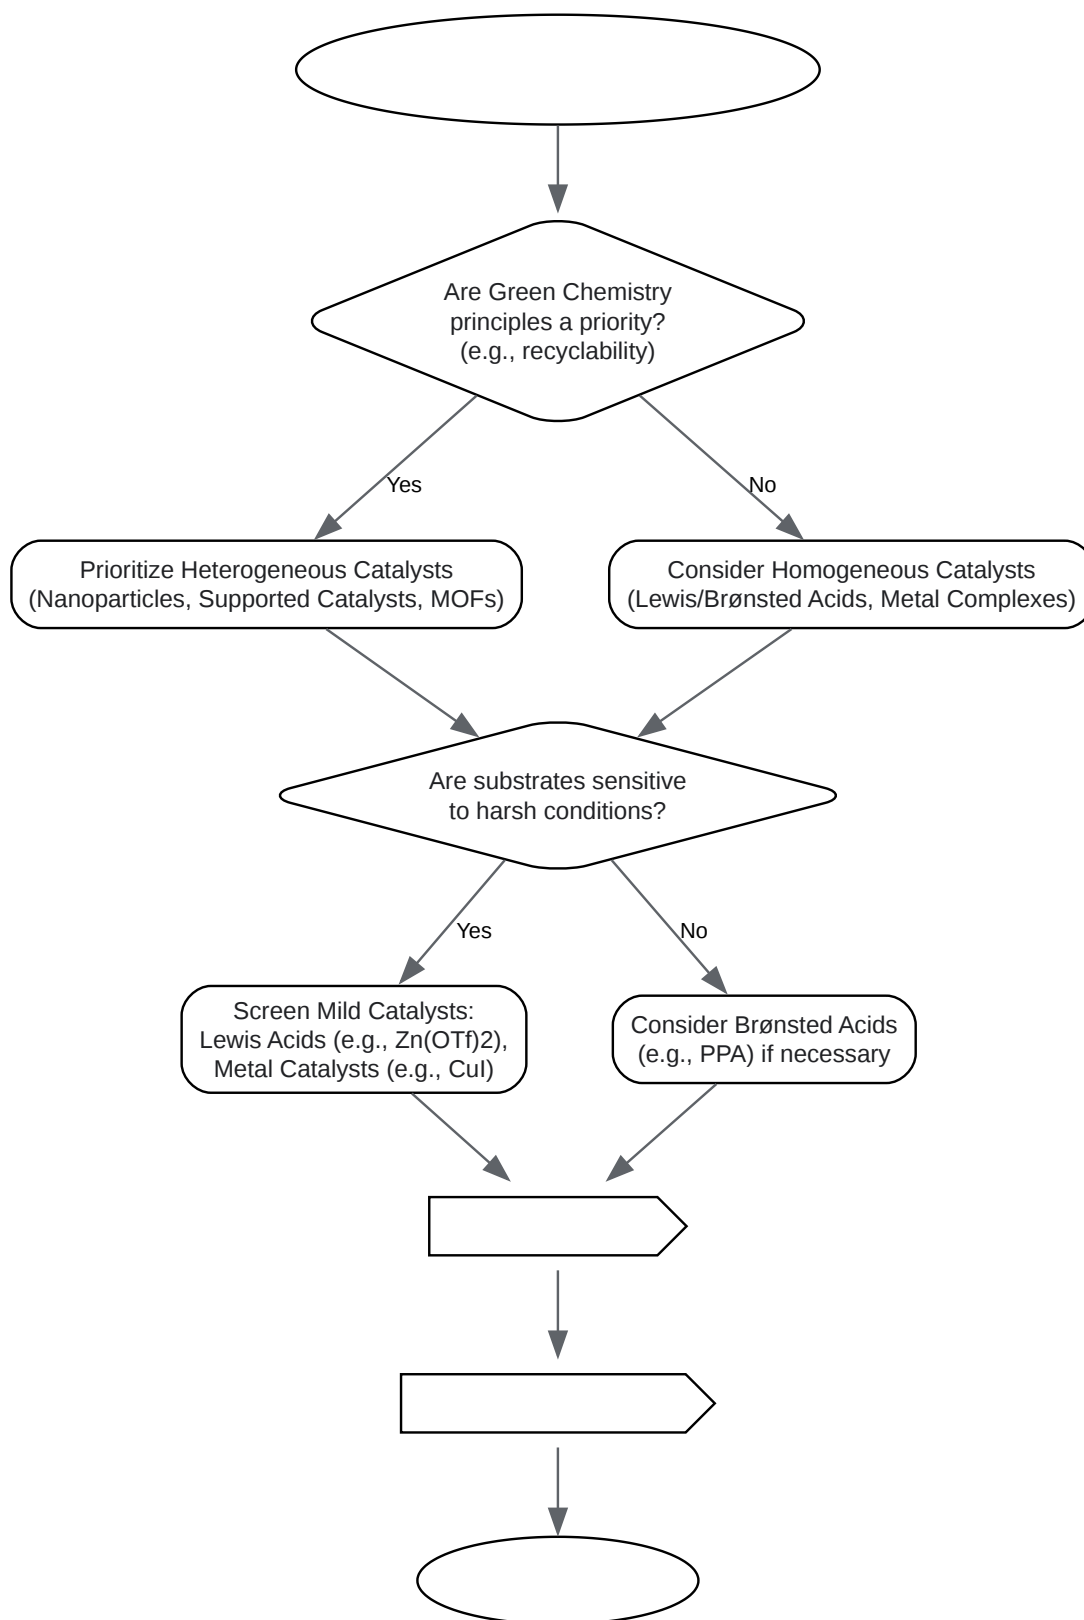 Are Green Chemistry
principles a priority?
(e.g., recyclability)
Yes
No
Prioritize Heterogeneous Catalysts
(Nanoparticles, Supported Catalysts, MOFs)
Consider Homogeneous Catalysts
(Lewis/Brønsted Acids, Metal Complexes)
Are substrates sensitive
to harsh conditions?
Yes
No
Screen Mild Catalysts:
Lewis Acids (e.g., Zn(OTf)2),
Metal Catalysts (e.g., CuI)
Consider Brønsted Acids
(e.g., PPA) if necessary